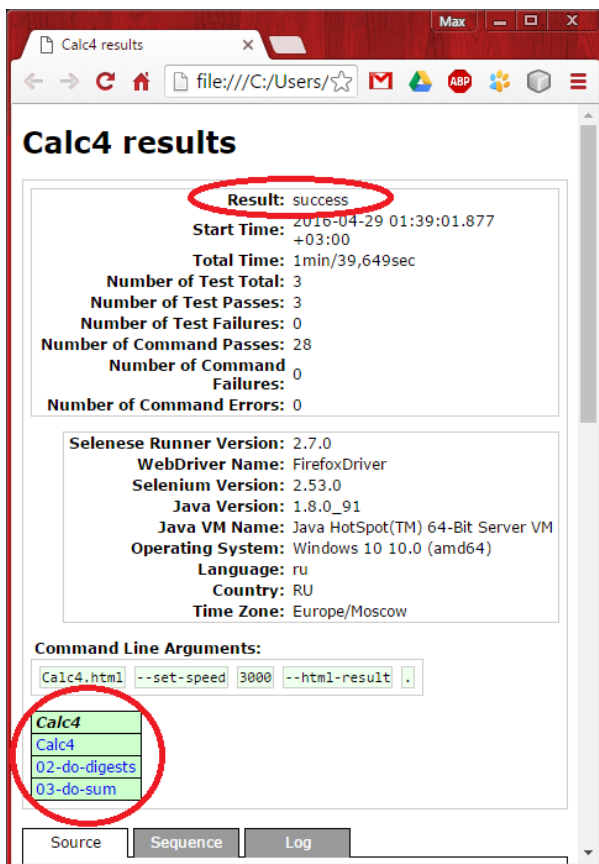 Max
Calc4 results
file:///C:/Users/
ABP
Calc4 results
Result: success
Start Time: 2016-04-29 01:39:01.877
+03:00
Total Time: 1min/39,649sec
Number of Test Total: 3
Number of Test Passes: 3
Number of Test Failures: 0
Number of Command Passes: 28
Number of Command
Failures: 0
Number of Command Errors: 0
Selenese Runner Version: 2.7.0
WebDriver Name: FirefoxDriver
Selenium Version: 2.53.0
Java Version: 1.8.0_91
Java VM Name: Java HotSpot(TM) 64-Bit Server VM
Operating System: Windows 10 10.0 (amd64)
Language: ru
Country: RU
Time Zone: Europe/Moscow
Command Line Arguments:
Calc4.html --set-speed 3000 --html-result .
Calc4
Calc4
02-do-digests
03-do-sum
Source Sequence Log